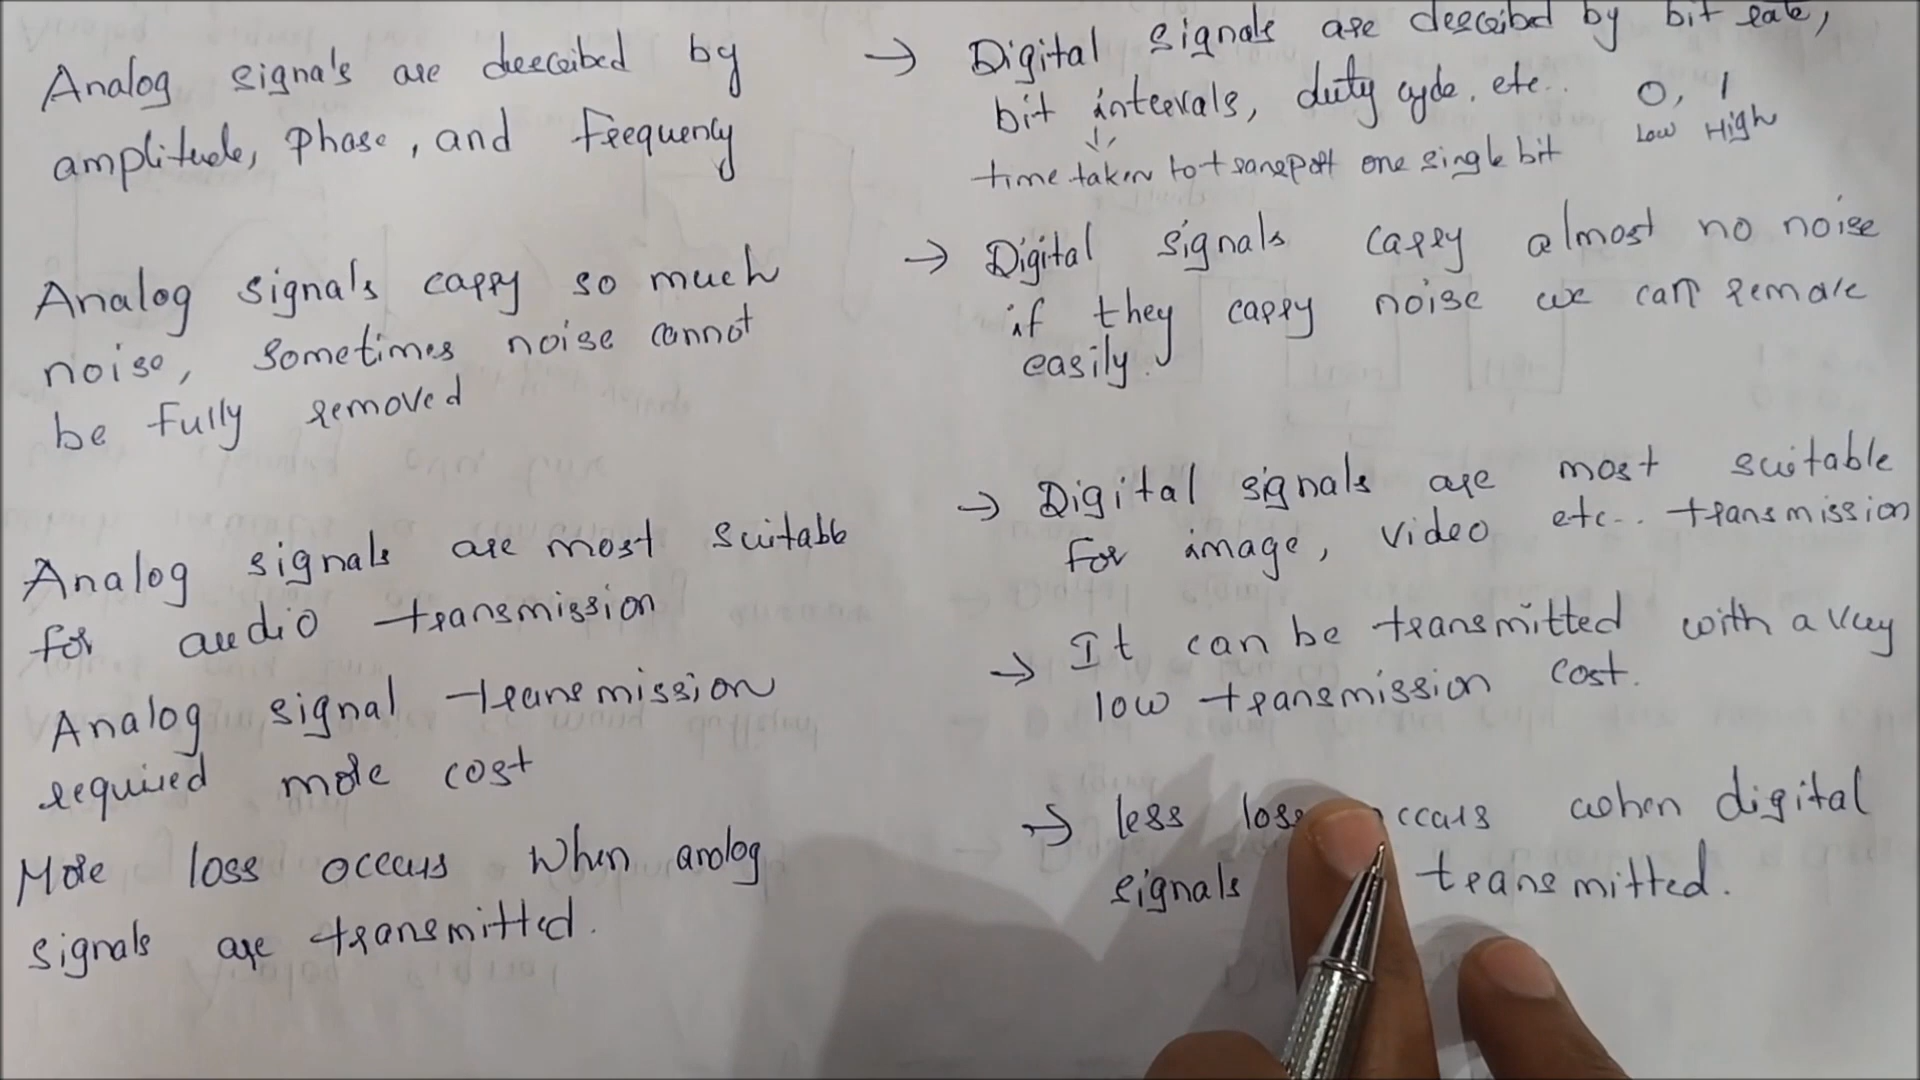 Analog signals are described by
amplitude, Phase, and frequency
Analog signals carry so much
noise, sometimes noise cannot
be fully removed
Analog signals are most suitable
for audio transmission
Analog signal transmission
required more cost
More loss occurs when analog
signals are transmitted.
→ Digital signals are described by bit rate,
bit intervals, duty cycle, etc..
0, 1
Low High
↓
time taken to transport one single bit
→ Digital signals carry almost no noise
if they carry noise we can remove
easily.
→ Digital signals are most suitable
for image, video etc.. transmission
→ It can be transmitted with a very
low transmission cost.
→ less loss occurs when digital
signals transmitted.